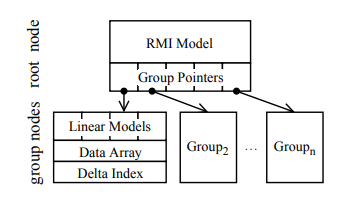 root node
RMI Model
Group Pointers
group nodes
Linear Models
Data Array
Delta Index
Group2
...
Groupn